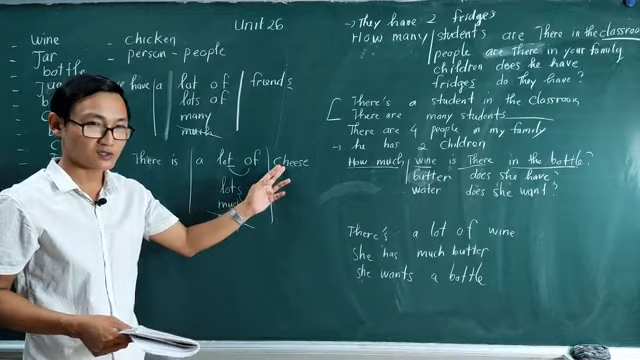 Unit 26
- wine
- Jar
- bottle
- chicken
- person - people
have a | lot of | friends
lots of
many
much
There is | a lot of | cheese
lots
much
→ They have 2 fridges
How many | students are There in the classroom
people are there in your family
children does she have
fridges do they have?
There's a student in the classroom
There are many students
There are 4 people in my family
→ he has 2 children
How much | wine is There in the bottle?
butter does she have?
water does she want?
There's a lot of wine
She has much butter
she wants a bottle